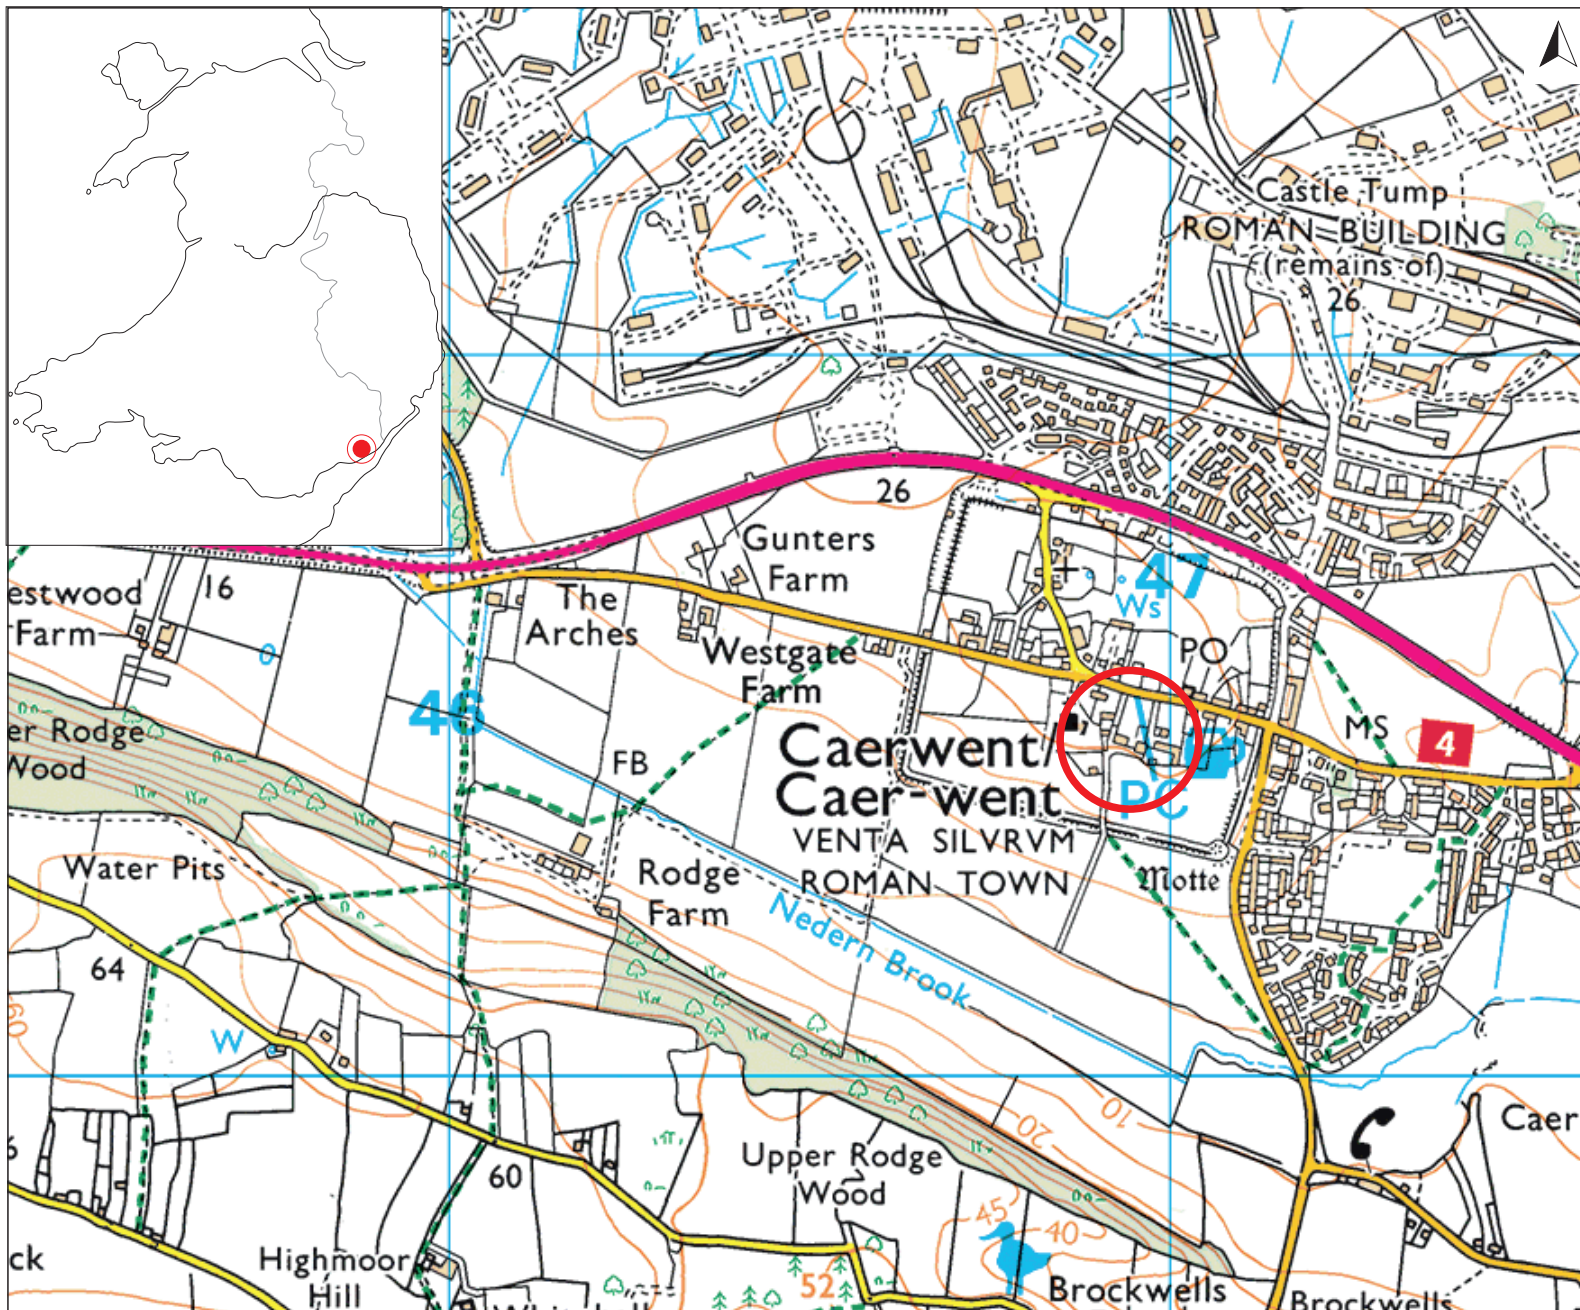 Castle Tump
ROMAN BUILDING
(remains of)
26
26
Gunters
Farm
47
Ws
estwood
Farm
16
The
Arches
PO
Westgate
Farm
46
MS
4
er Rodge
Wood
FB
Caerwent/
Caer-went
PC
VENTA SILVRVM
ROMAN TOWN
Water Pits
Rodge
Farm
Motte
Nedern Brook
64
60
W
10
20
Caer
Upper Rodge
Wood
60
45
40
ck
Highmoor
Hill
52
Brockwells
Brockwells